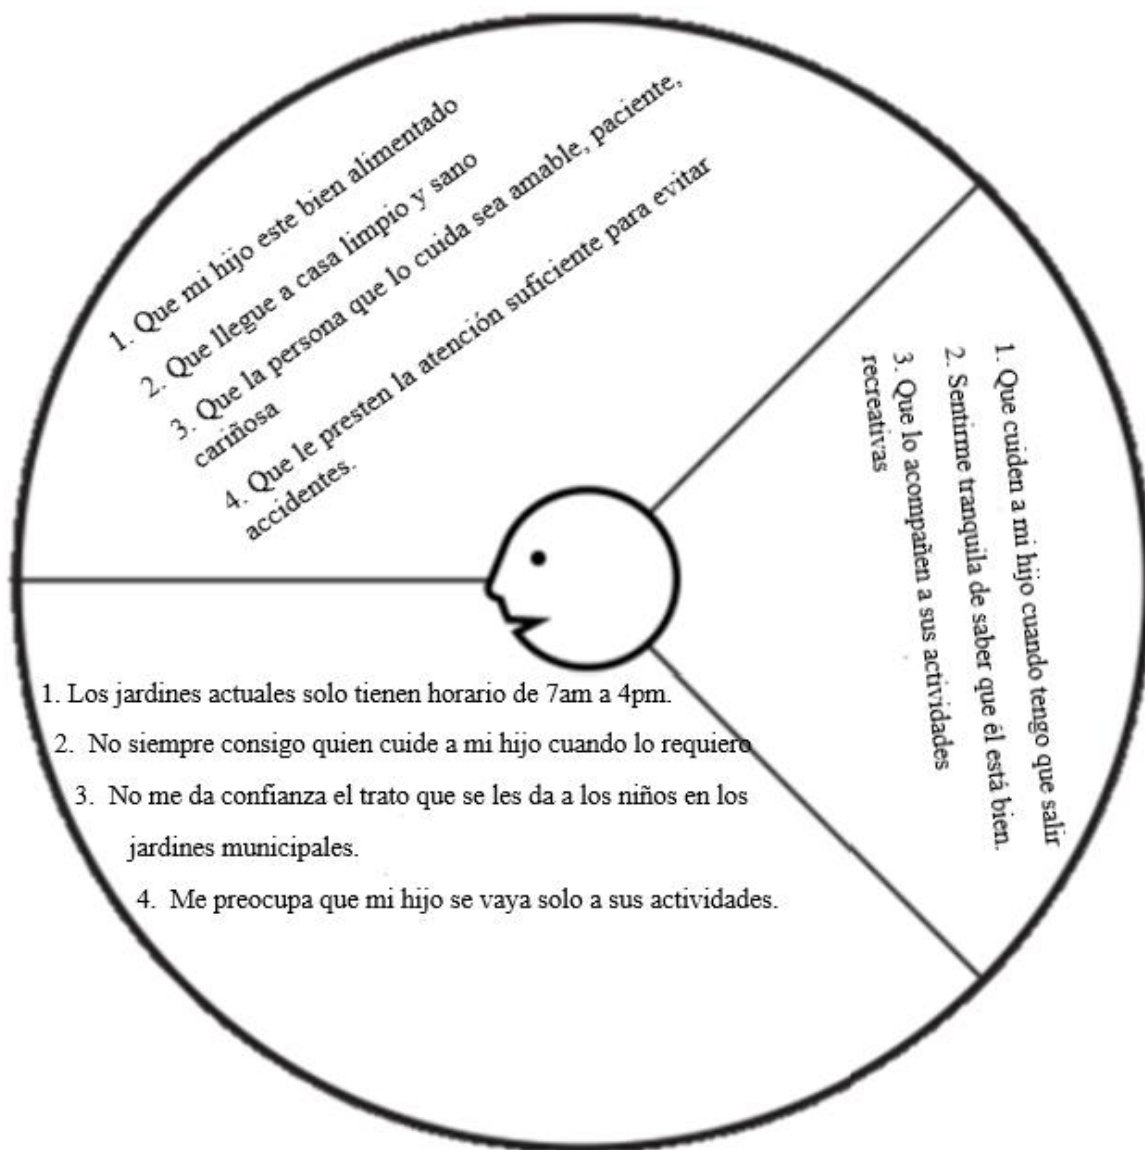 1. Que mi hijo este bien alimentado
2. Que llegue a casa limpio y sano
3. Que la persona que lo cuida sea amable, paciente,
cariñosa
4. Que le presten la atención suficiente para evitar
accidentes.
1. Que cuiden a mi hijo cuando tengo que salir
2. Sentirme tranquila de saber que él está bien.
3. Que lo acompañen a sus actividades
recreativas
1. Los jardines actuales solo tienen horario de 7am a 4pm.
2. No siempre consigo quien cuide a mi hijo cuando lo requiero
3. No me da confianza el trato que se les da a los niños en los
jardines municipales.
4. Me preocupa que mi hijo se vaya solo a sus actividades.